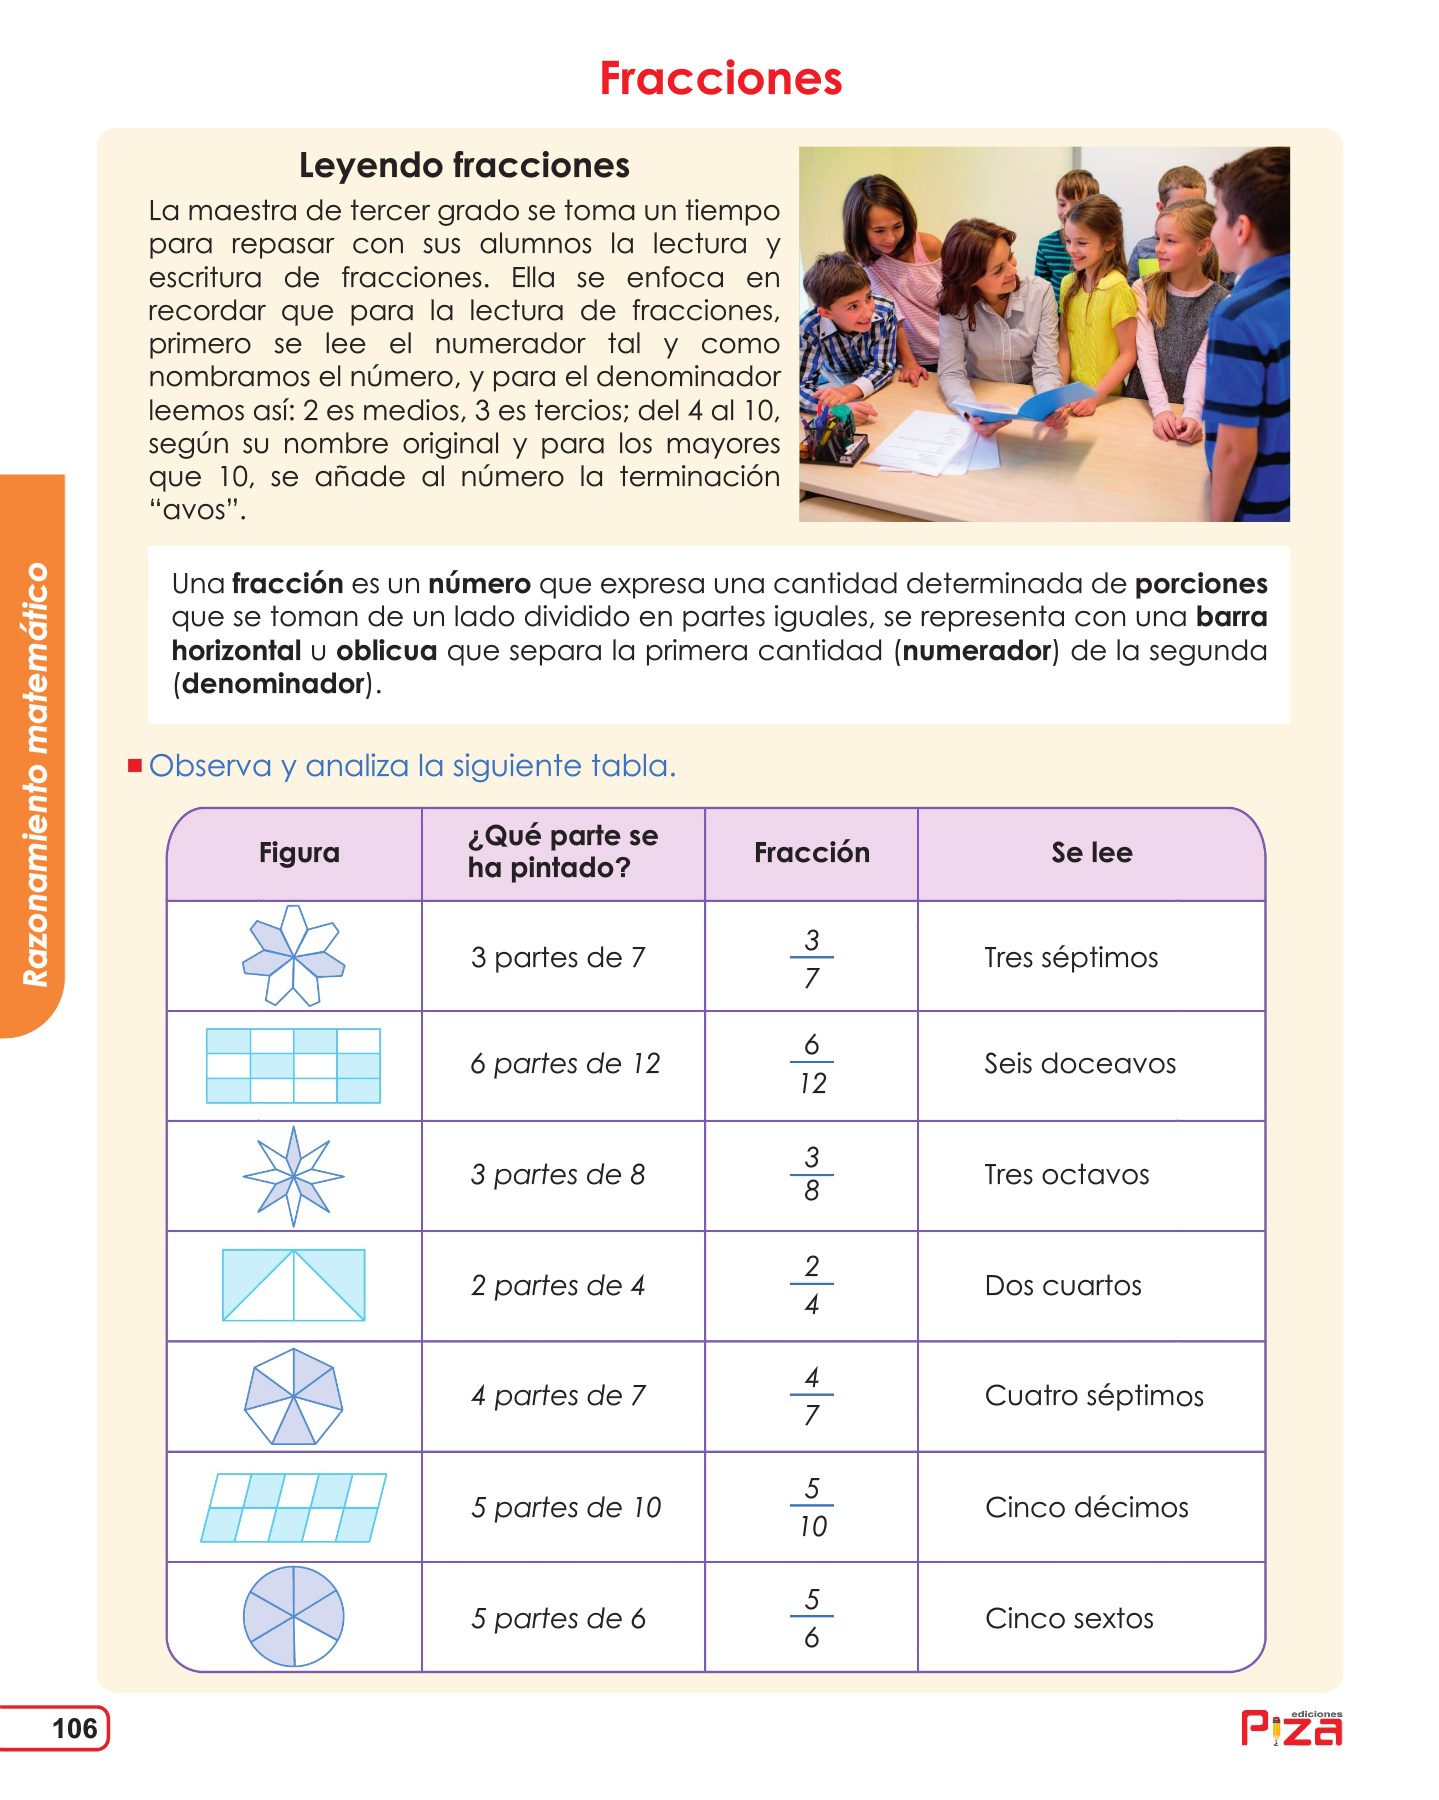 Fracciones
Leyendo fracciones
La maestra de tercer grado se toma un tiempo
para repasar con sus alumnos la lectura y
escritura de fracciones. Ella se enfoca en
recordar que para la lectura de fracciones,
primero se lee el numerador tal y como
nombramos el número, y para el denominador
leemos así: 2 es medios, 3 es tercios; del 4 al 10,
según su nombre original y para los mayores
que 10, se añade al número la terminación
“avos”.
Una fracción es un número que expresa una cantidad determinada de porciones
que se toman de un lado dividido en partes iguales, se representa con una barra
horizontal u oblicua que separa la primera cantidad (numerador) de la segunda
(denominador).
Razonamiento matemático
Observa y analiza la siguiente tabla.
Figura
¿Qué parte se
ha pintado?
Fracción
Se lee
3 partes de 7
3
7
Tres séptimos
6 partes de 12
6
12
Seis doceavos
3 partes de 8
3
8
Tres octavos
2 partes de 4
2
4
Dos cuartos
4 partes de 7
4
7
Cuatro séptimos
5 partes de 10
5
10
Cinco décimos
5 partes de 6
5
6
Cinco sextos
106
ediciones
Piza